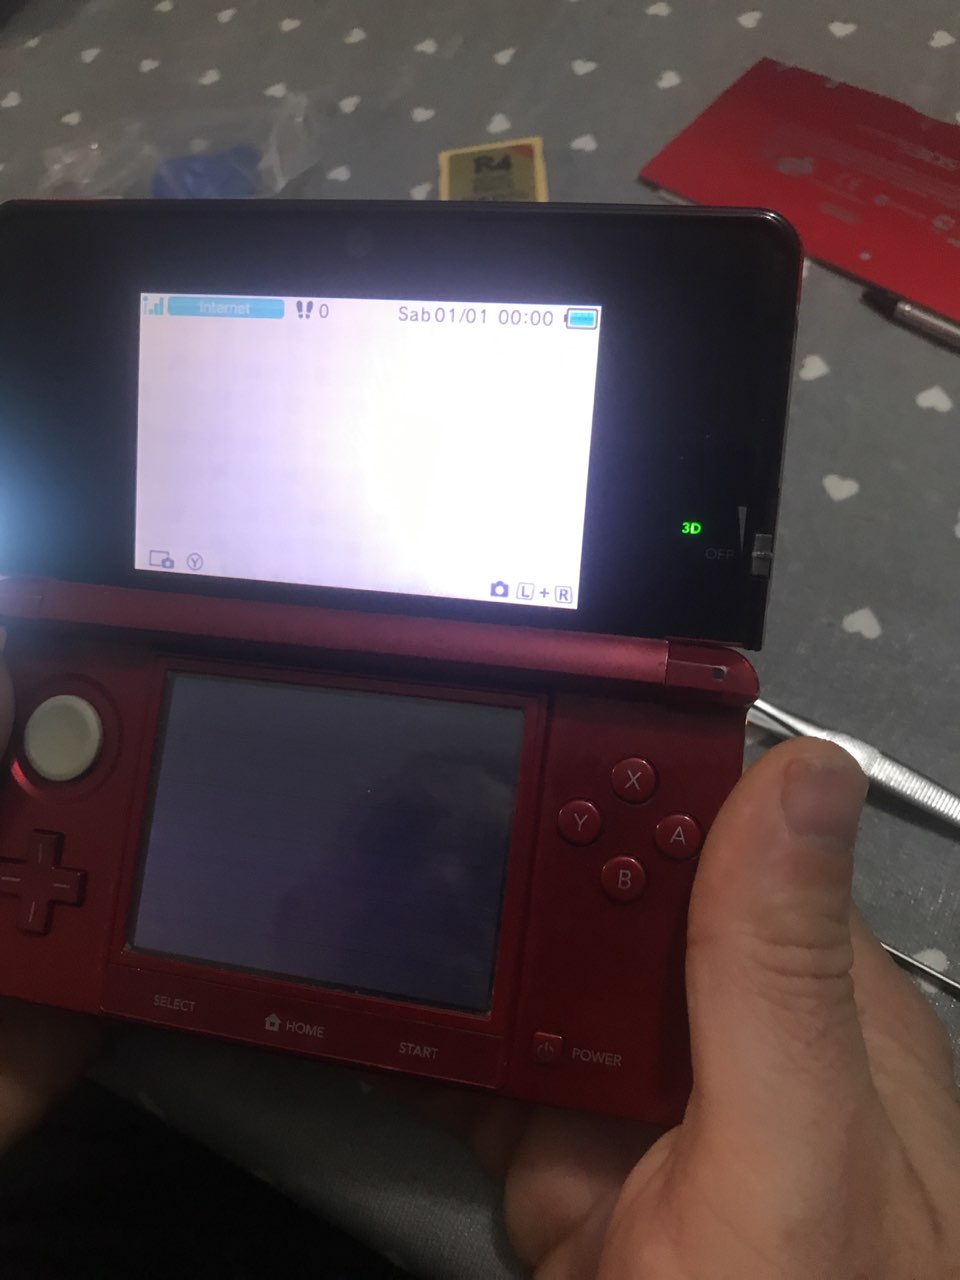 R4
Internet
0
Sab 01/01 00:00
3D
OFF
Y
L + R
X
Y
A
B
SELECT
HOME
START
POWER